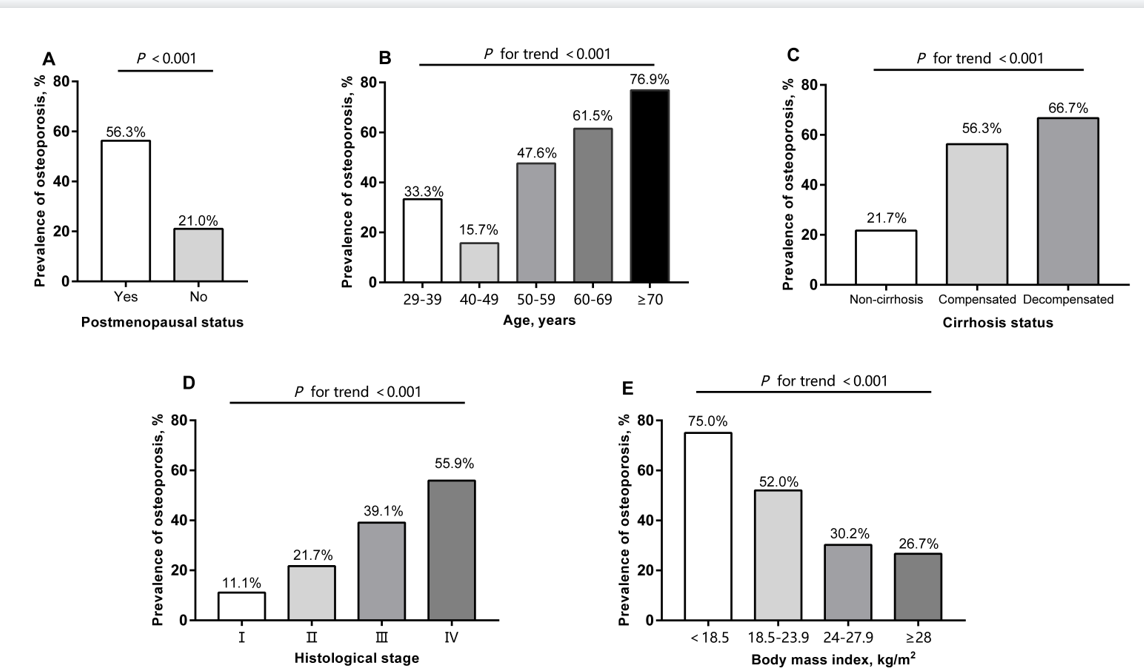 A
P < 0.001
Prevalence of osteoporosis, %
80
60
40
20
0
56.3%
21.0%
Yes No
Postmenopausal status
B
P for trend < 0.001
Prevalence of osteoporosis, %
80
60
40
20
0
33.3%
15.7%
47.6%
61.5%
76.9%
29-39 40-49 50-59 60-69 ≥70
Age, years
C
P for trend < 0.001
Prevalence of osteoporosis, %
80
60
40
20
0
21.7%
56.3%
66.7%
Non-cirrhosis Compensated Decompensated
Cirrhosis status
D
P for trend < 0.001
Prevalence of osteoporosis, %
80
60
40
20
0
11.1%
21.7%
39.1%
55.9%
Ⅰ Ⅱ Ⅲ Ⅳ
Histological stage
E
P for trend < 0.001
Prevalence of osteoporosis, %
80
60
40
20
0
75.0%
52.0%
30.2%
26.7%
< 18.5 18.5-23.9 24-27.9 ≥28
Body mass index, kg/m²